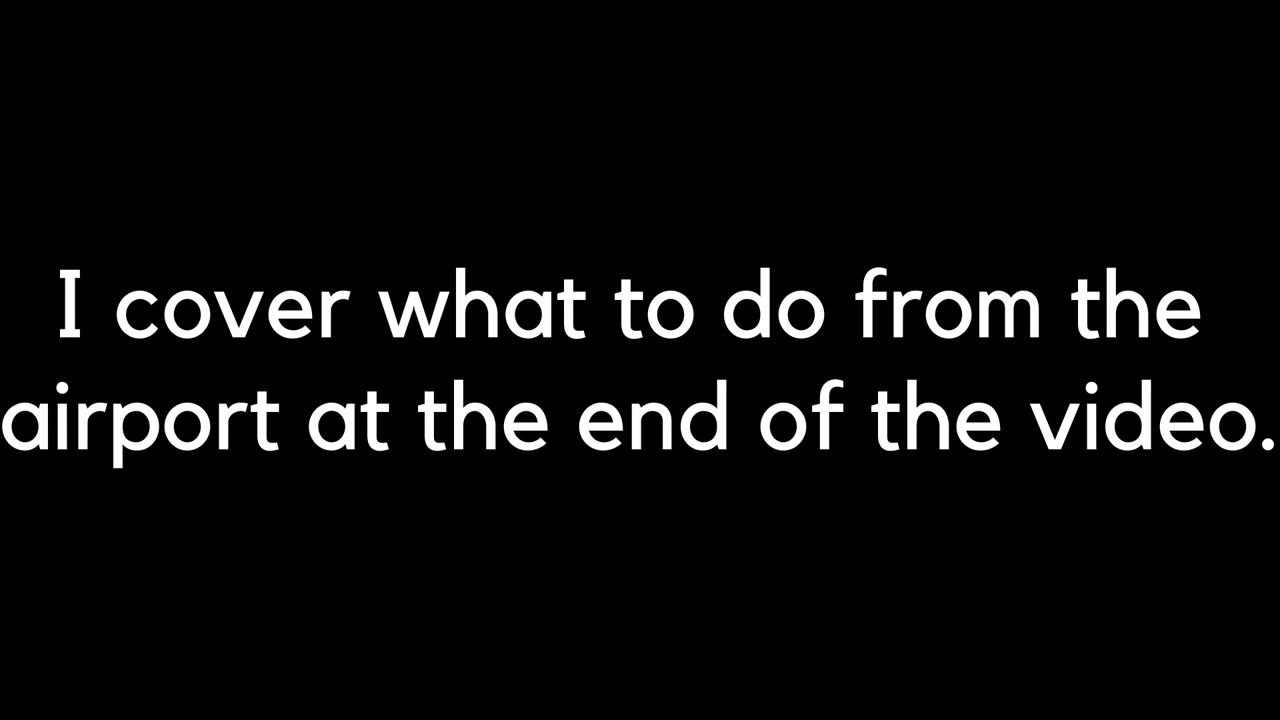 I cover what to do from the
airport at the end of the video.